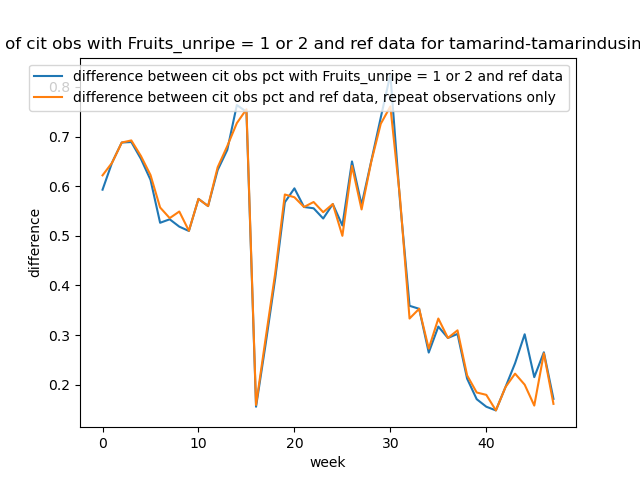 of cit obs with Fruits_unripe = 1 or 2 and ref data for tamarind-tamarindusin
difference between cit obs pct with Fruits_unripe = 1 or 2 and ref data
difference between cit obs pct and ref data, repeat observations only
0.8
0.7
0.6
0.5
0.4
0.3
0.2
difference
0 10 20 30 40
week